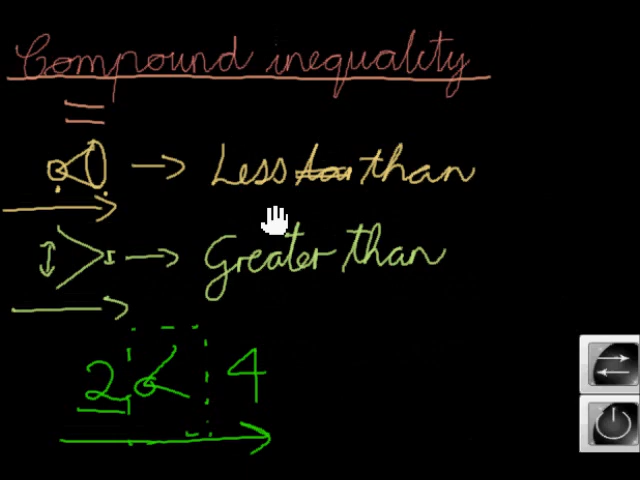 Compound inequality
=
< → Less than
> → Greater than
2 < 4